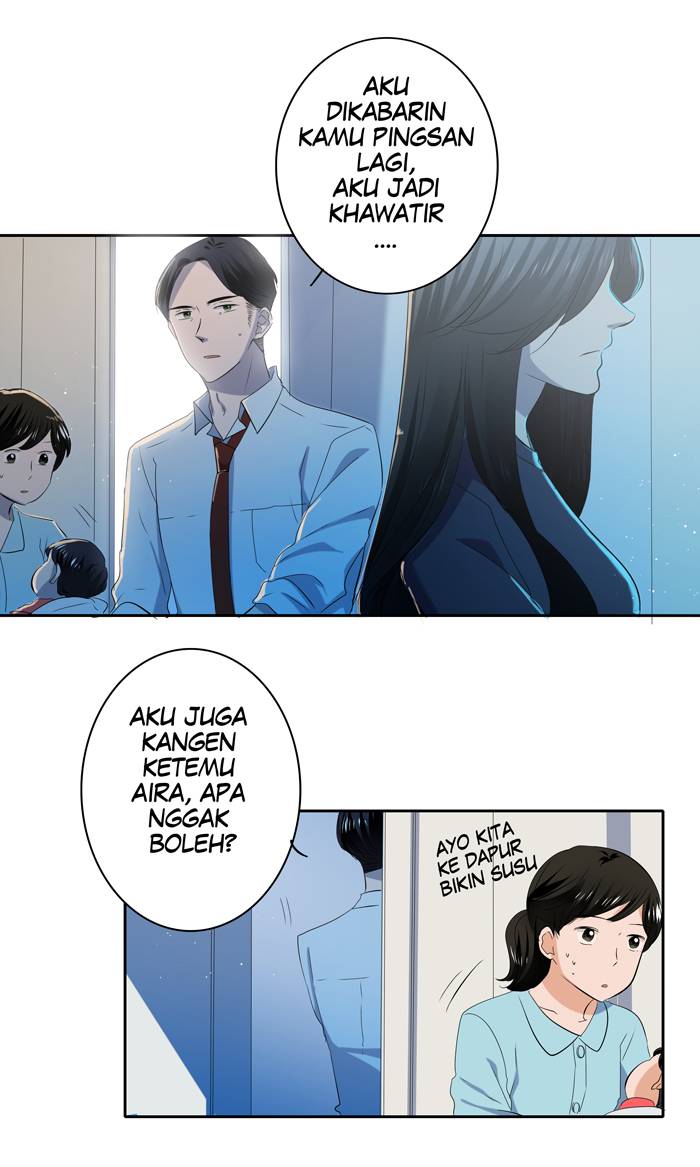 AKU
DIKABARIN
KAMU PINGSAN
LAGI,
AKU JADI
KHAWATIR
....
AKU JUGA
KANGEN
KETEMU
AIRA, APA
NGGAK
BOLEH?
AYO KITA
KE DAPUR
BIKIN SUSU